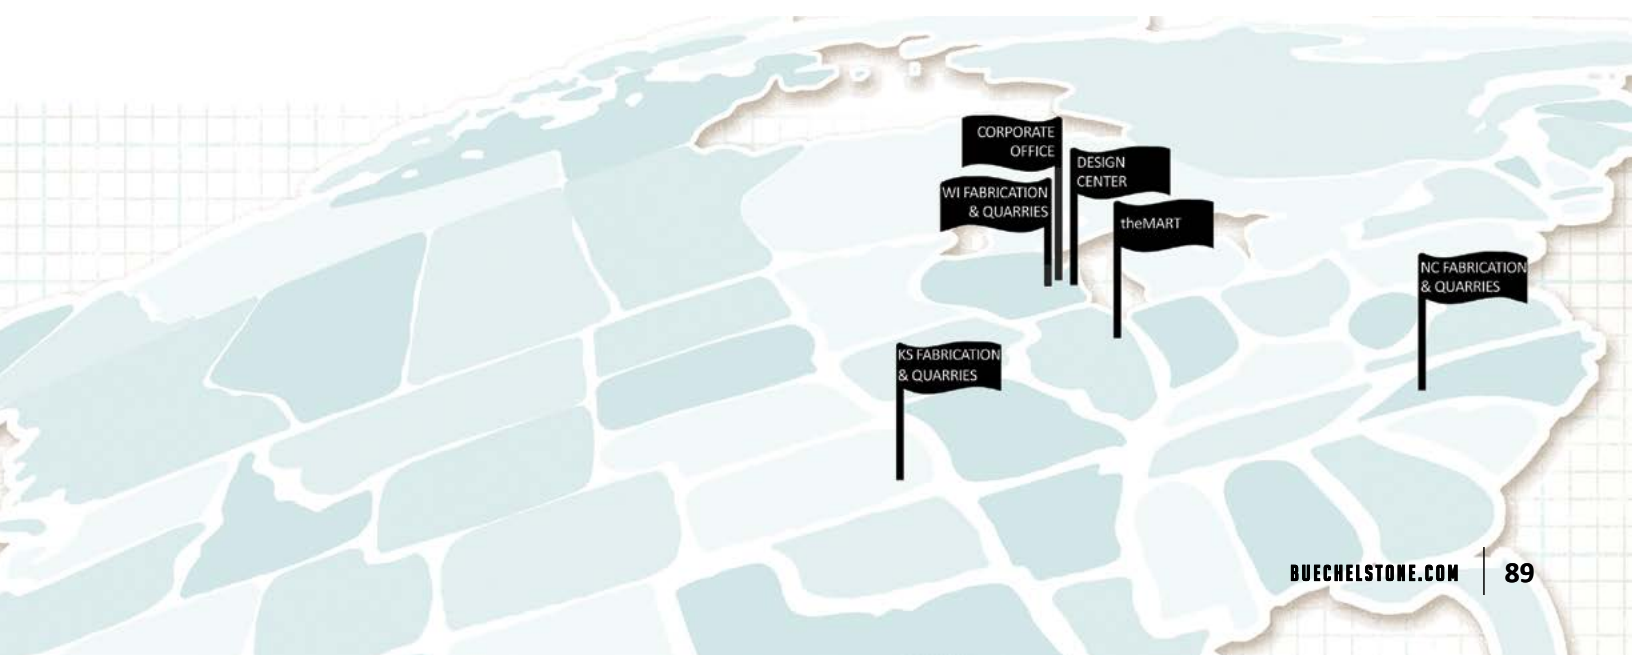 CORPORATE
OFFICE
DESIGN
CENTER
WI FABRICATION
& QUARRIES
theMART
NC FABRICATION
& QUARRIES
KS FABRICATION
& QUARRIES
BUECHELSTONE.COM
89